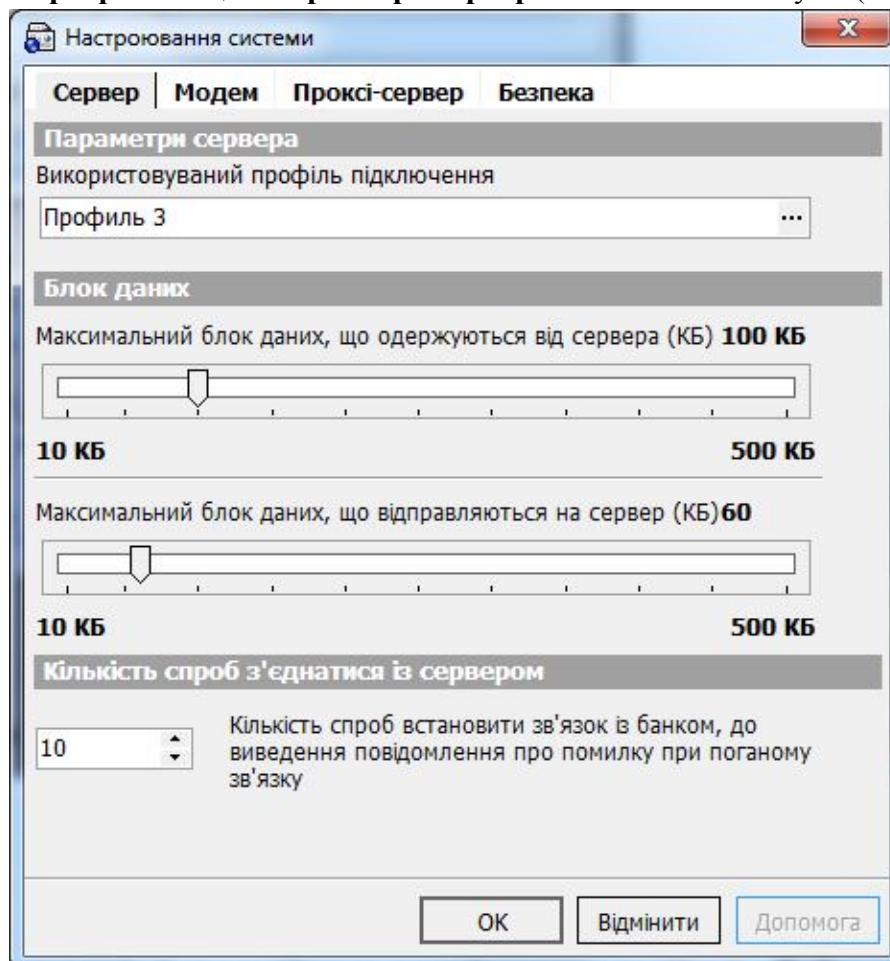 Настроювання системи
Сервер Модем Проксі-сервер Безпека
Параметри сервера
Використовуваний профіль підключення
Профиль 3 ...
Блок даних
Максимальний блок даних, що одержуються від сервера (КБ) 100 КБ
10 КБ 500 КБ
Максимальний блок даних, що відправляються на сервер (КБ)60
10 КБ 500 КБ
Кількість спроб з'єднатися із сервером
10
Кількість спроб встановити зв'язок із банком, до
виведення повідомлення про помилку при поганому
зв'язку
OK Відмінити Допомога